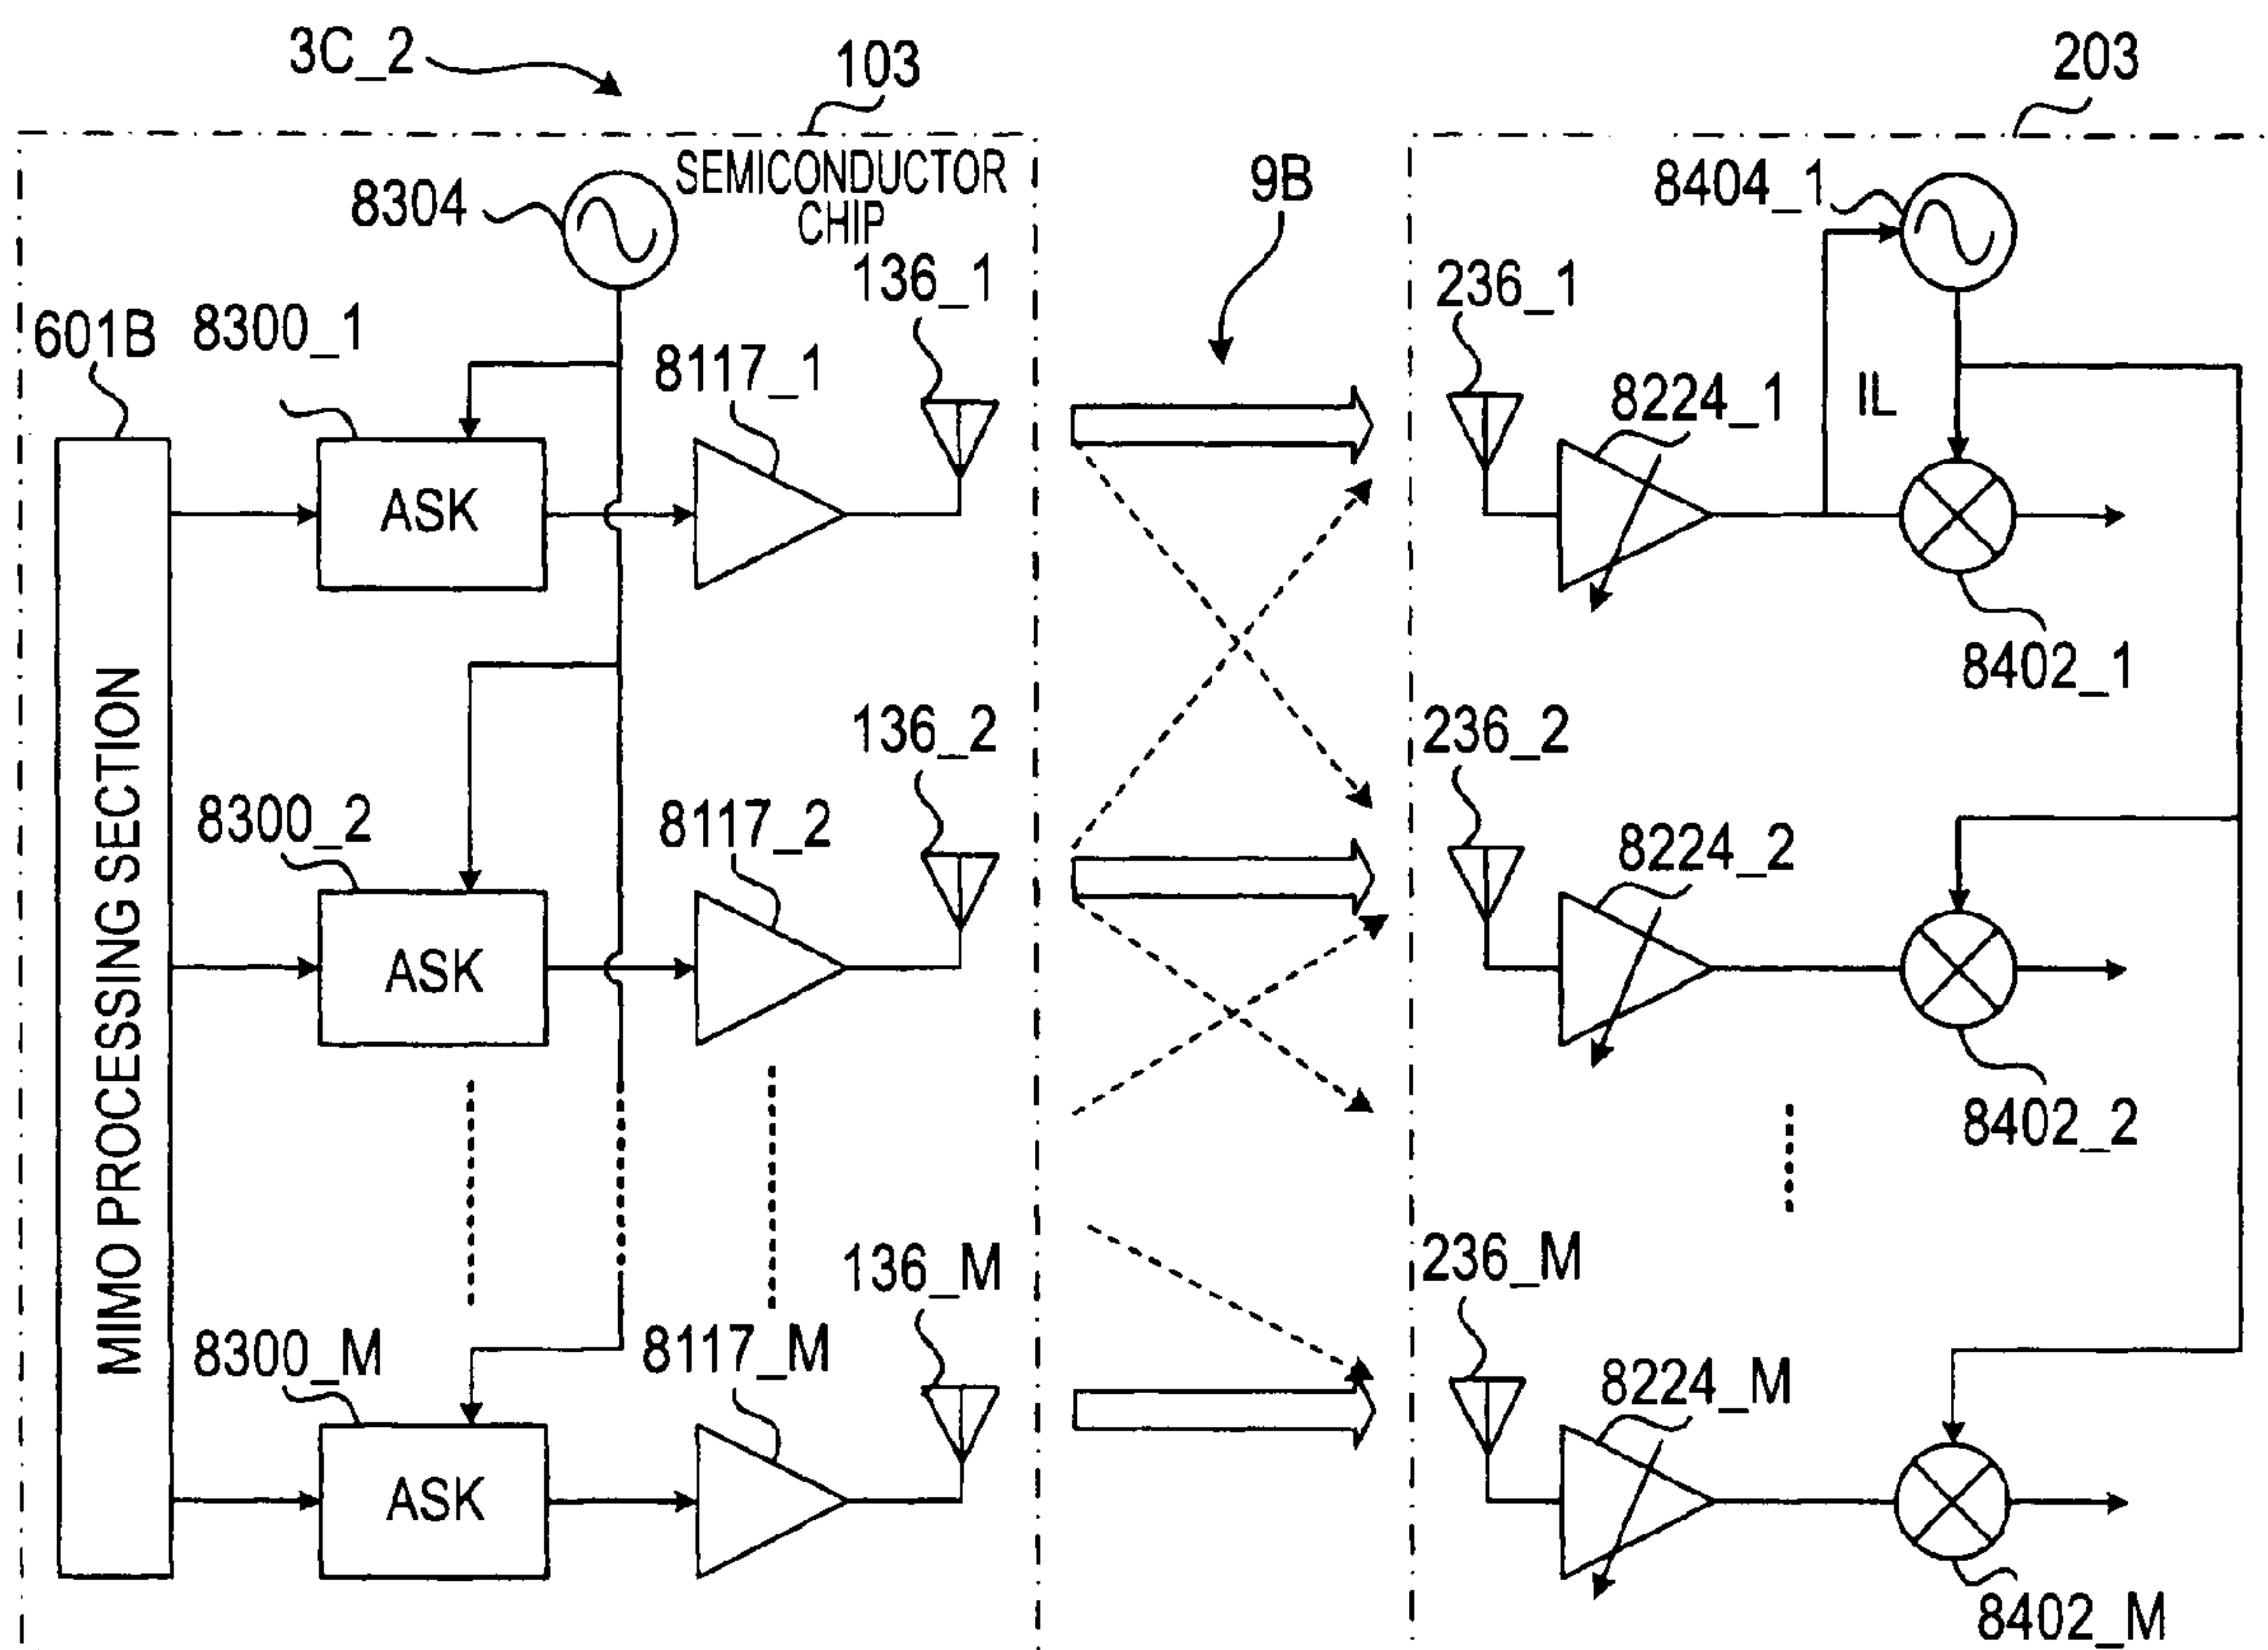 3C_2
103
203
SEMICONDUCTOR
CHIP
8304
9B
8404_1
136_1
236_1
601B
8300_1
8117_1
8224_1
IL
ASK
8402_1
MIMO PROCESSING SECTION
136_2
236_2
8300_2
8117_2
8224_2
ASK
8402_2
136_M
236_M
8300_M
8117_M
8224_M
ASK
8402_M